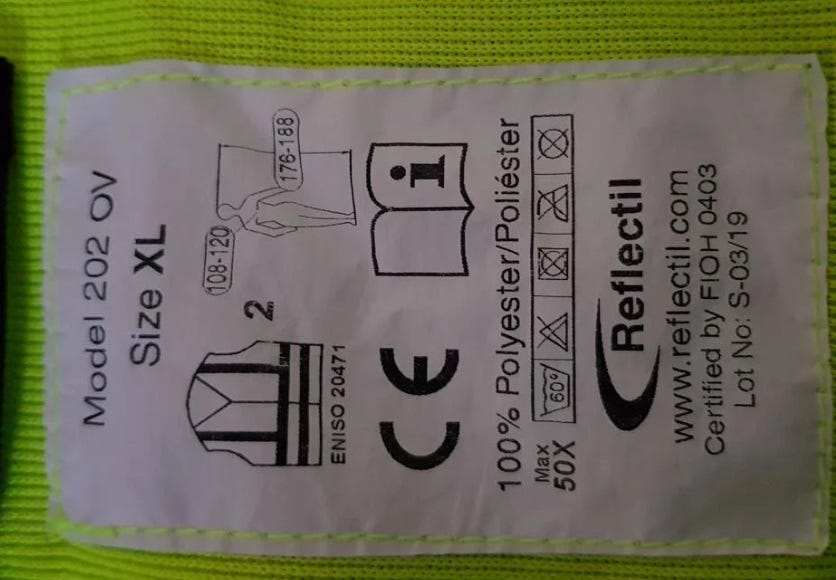 Model 202 OV
Size XL
108-120
176-188
2
ENISO 20471
CE
i
100% Polyester/Poliéster
Max
50X
60°
Reflectil
www.reflectil.com
Certified by FIOH 0403
Lot No: S-03/19